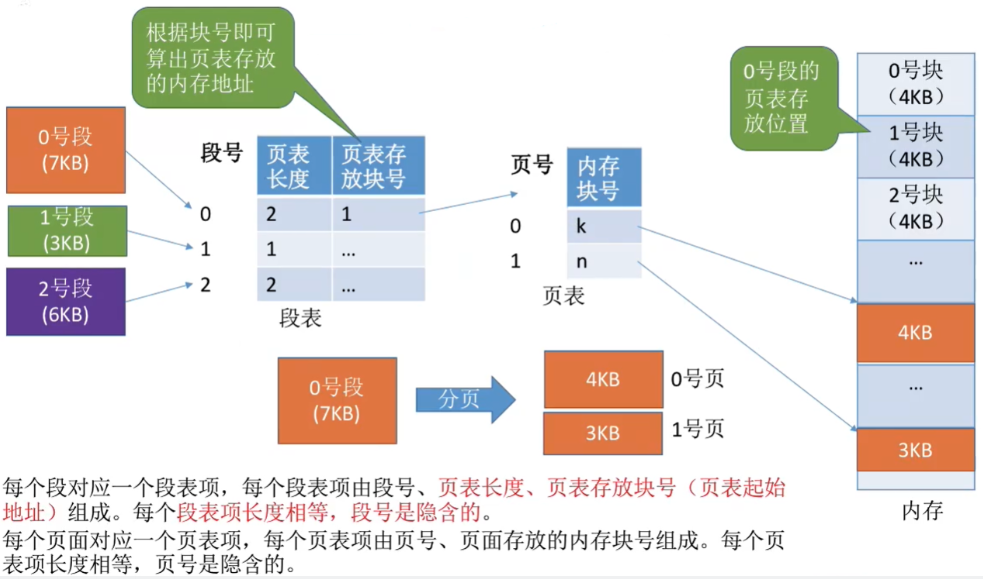 根据块号即可
算出页表存放
的内存地址
0号段的
页表存
放位置
0号段
(7KB)
1号段
(3KB)
2号段
(6KB)
段号
页表
长度
页表存
放块号
0
2
1
1
1
...
2
2
...
段表
页号
内存
块号
0
k
1
n
页表
0号块
（4KB）
1号块
（4KB）
2号块
（4KB）
...
4KB
...
3KB
内存
0号段
(7KB)
分页
4KB
0号页
3KB
1号页
每个段对应一个段表项，每个段表项由段号、页表长度、页表存放块号（页表起始
地址）组成。每个段表项长度相等，段号是隐含的。
每个页面对应一个页表项，每个页表项由页号、页面存放的内存块号组成。每个页
表项长度相等，页号是隐含的。